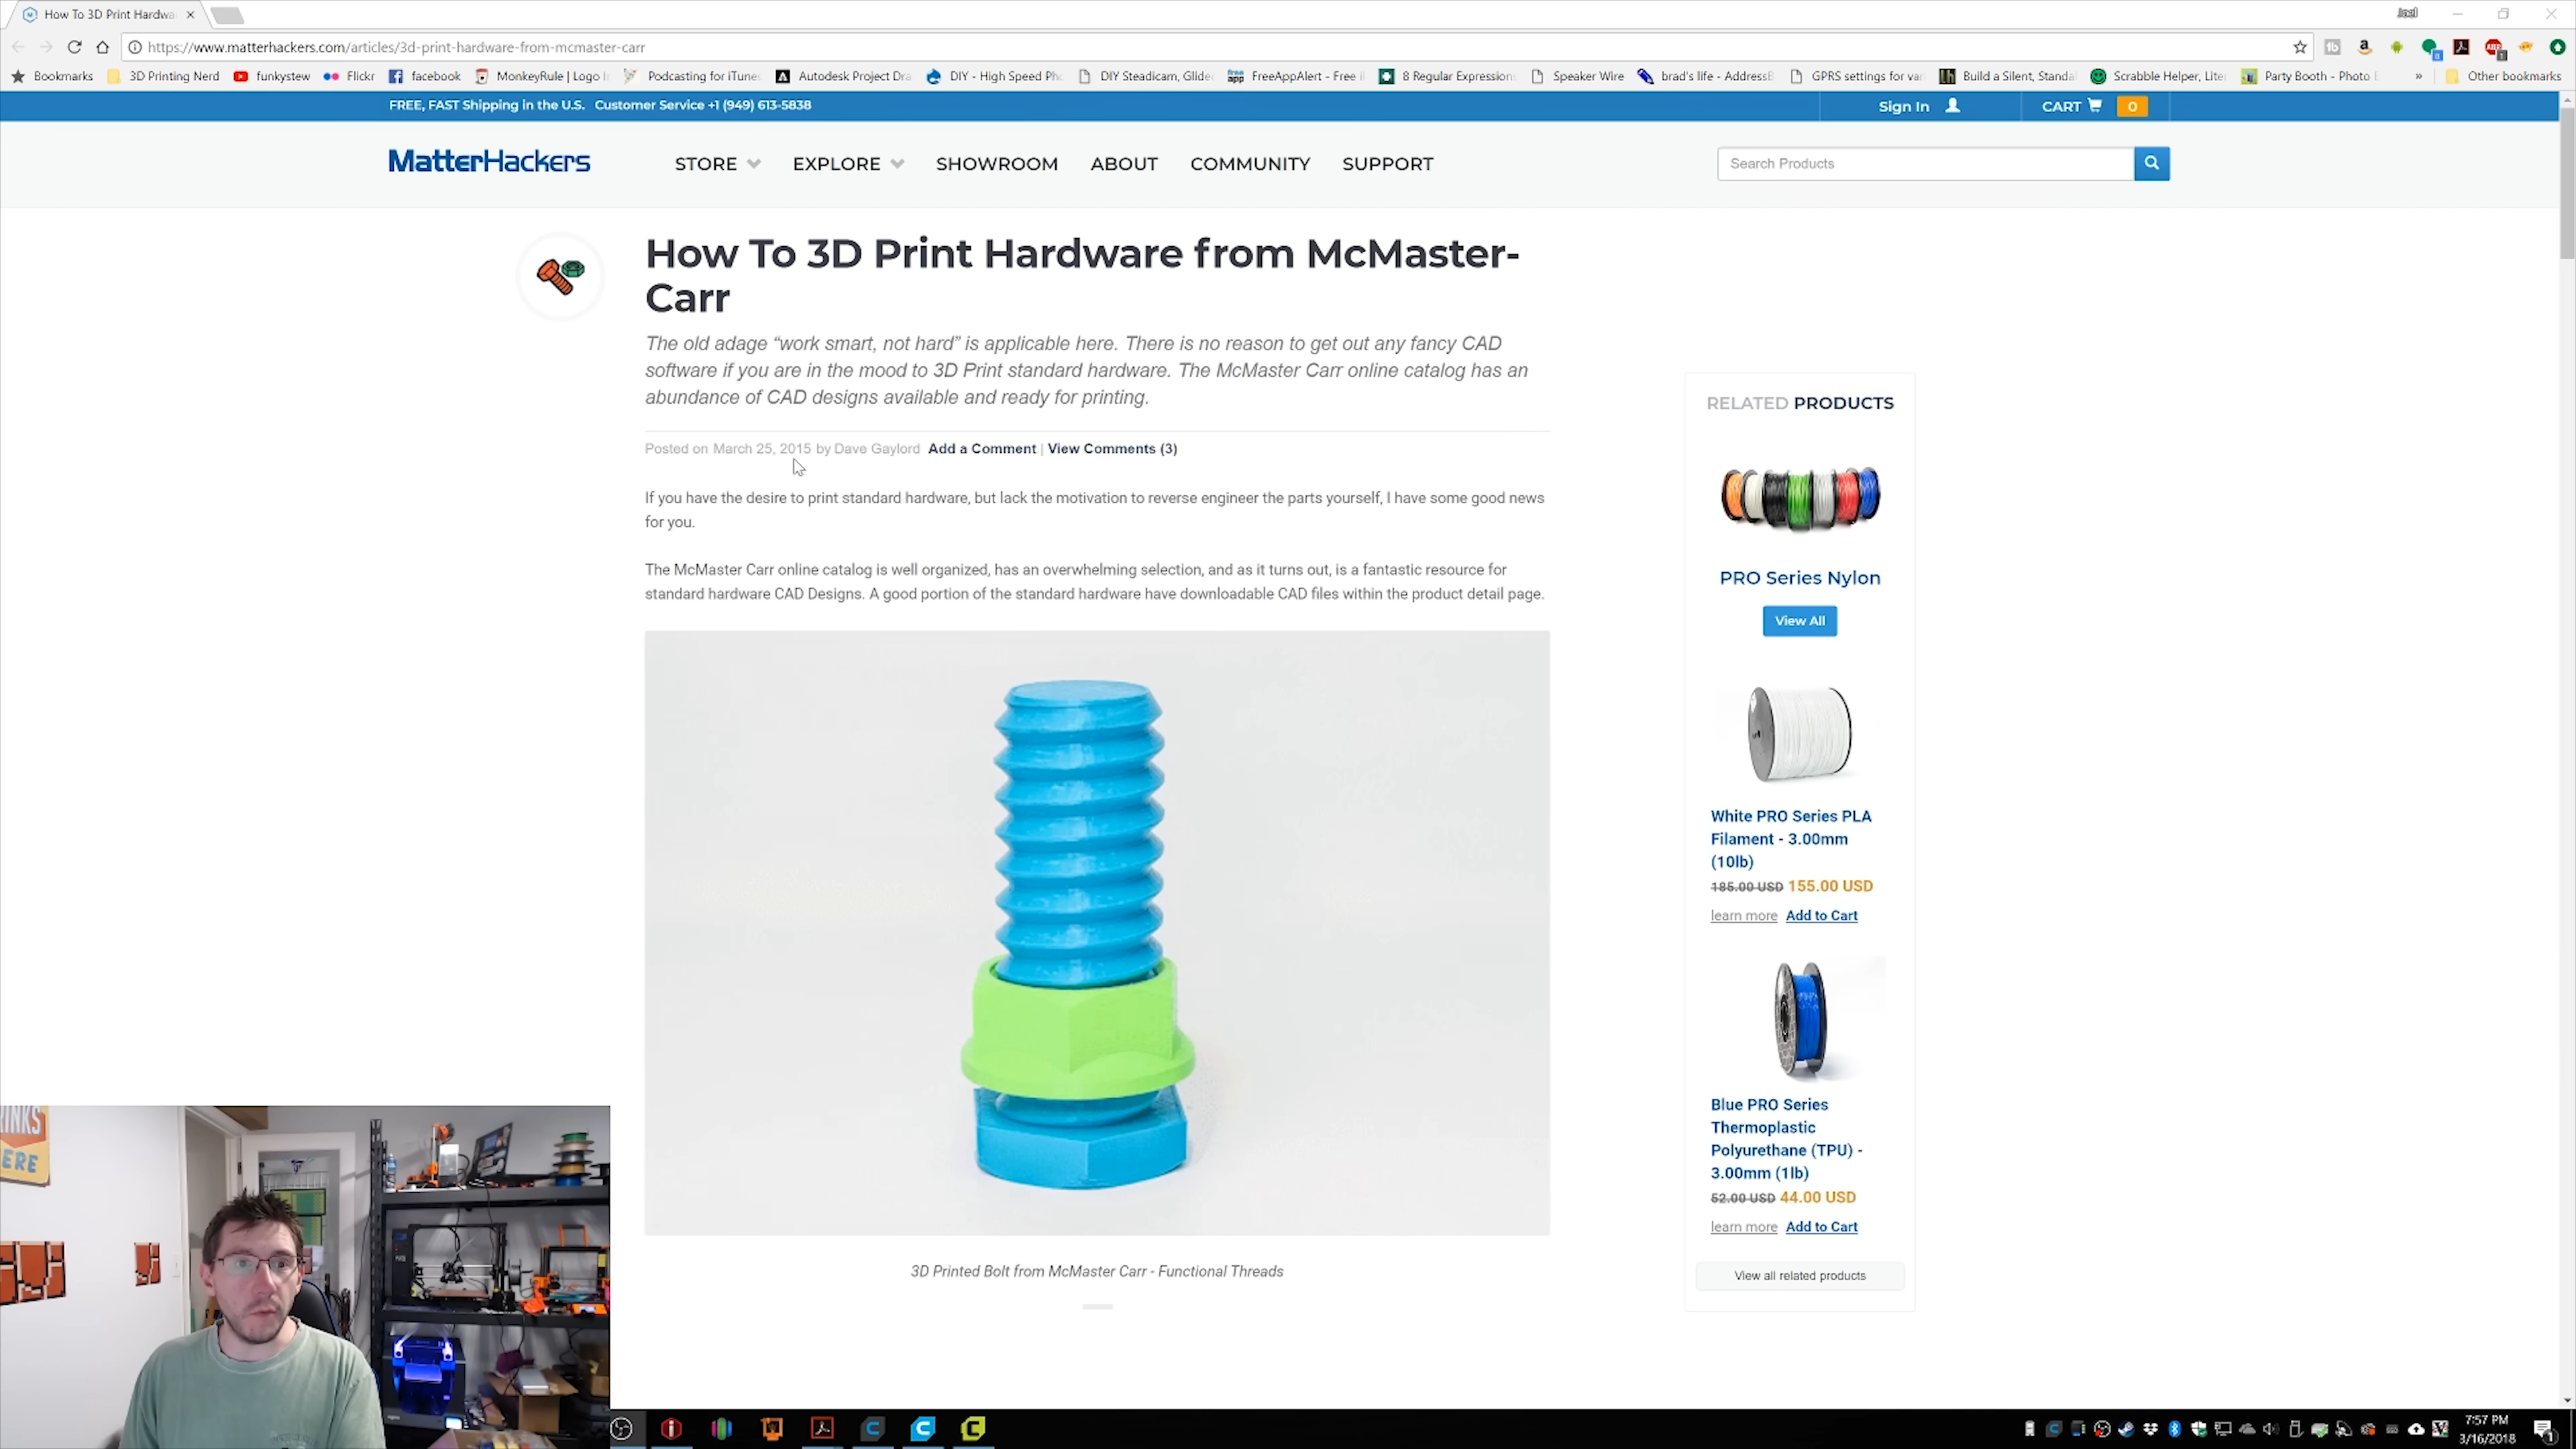 How To 3D Print Hardwa
Joel
https://www.matterhackers.com/articles/3d-print-hardware-from-mcmaster-carr
Bookmarks 3D Printing Nerd funkystew Flickr facebook MonkeyRule | Logo Podcasting for iTune Autodesk Project Dra DIY - High Speed Ph DIY Steadicam, Glide FreeAppAlert - Free 8 Regular Expression Speaker Wire brad's life - Address GPRS settings for va Build a Silent, Standa Scrabble Helper, Lite Party Booth - Photo » Other bookmarks
FREE, FAST Shipping in the U.S. Customer Service +1 (949) 613-5838 Sign In CART 0
MatterHackers STORE EXPLORE SHOWROOM ABOUT COMMUNITY SUPPORT Search Products
How To 3D Print Hardware from McMaster-
Carr
The old adage “work smart, not hard” is applicable here. There is no reason to get out any fancy CAD
software if you are in the mood to 3D Print standard hardware. The McMaster Carr online catalog has an
abundance of CAD designs available and ready for printing.
Posted on March 25, 2015 by Dave Gaylord Add a Comment | View Comments (3)
If you have the desire to print standard hardware, but lack the motivation to reverse engineer the parts yourself, I have some good news
for you.
The McMaster Carr online catalog is well organized, has an overwhelming selection, and as it turns out, is a fantastic resource for
standard hardware CAD Designs. A good portion of the standard hardware have downloadable CAD files within the product detail page.
3D Printed Bolt from McMaster Carr - Functional Threads
RELATED PRODUCTS
PRO Series Nylon
View All
White PRO Series PLA
Filament - 3.00mm
(10lb)
185.00 USD 155.00 USD
learn more Add to Cart
Blue PRO Series
Thermoplastic
Polyurethane (TPU) -
3.00mm (1lb)
52.00 USD 44.00 USD
learn more Add to Cart
View all related products
INKS
ERE
7:57 PM
3/16/2018